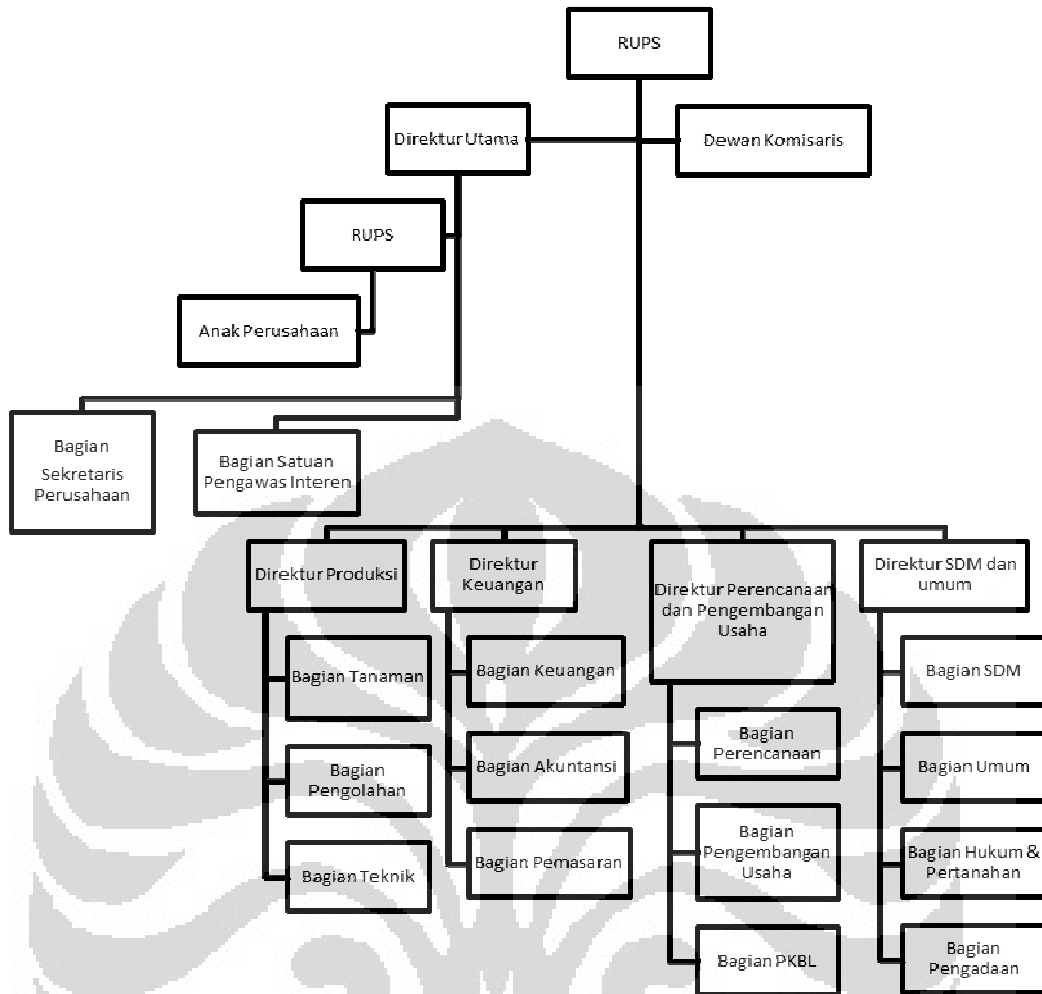 RUPS
Direktur Utama
Dewan Komisaris
RUPS
Anak Perusahaan
Bagian
Sekretaris
Perusahaan
Bagian Satuan
Pengawas Interen
Direktur Produksi
Direktur
Keuangan
Direktur Perencanaan
dan Pengembangan
Usaha
Direktur SDM dan
umum
Bagian Tanaman
Bagian
Pengolahan
Bagian Teknik
Bagian Keuangan
Bagian Akuntansi
Bagian Pemasaran
Bagian
Perencanaan
Bagian
Pengembangan
Usaha
Bagian PKBL
Bagian SDM
Bagian Umum
Bagian Hukum &
Pertanahan
Bagian
Pengadaan